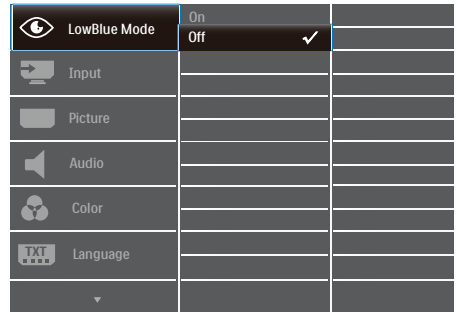 LowBlue Mode
On
Off
Input
Picture
Audio
Color
TXT
Language